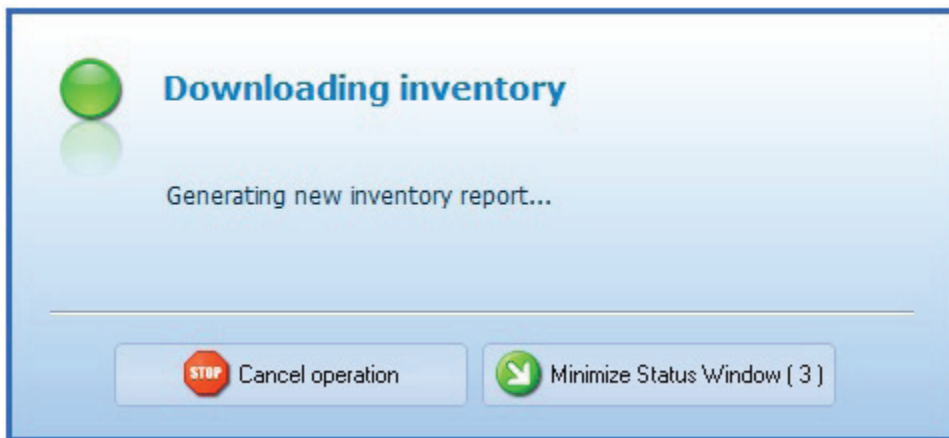 Downloading inventory
Generating new inventory report...
STOP Cancel operation
Minimize Status Window ( 3 )